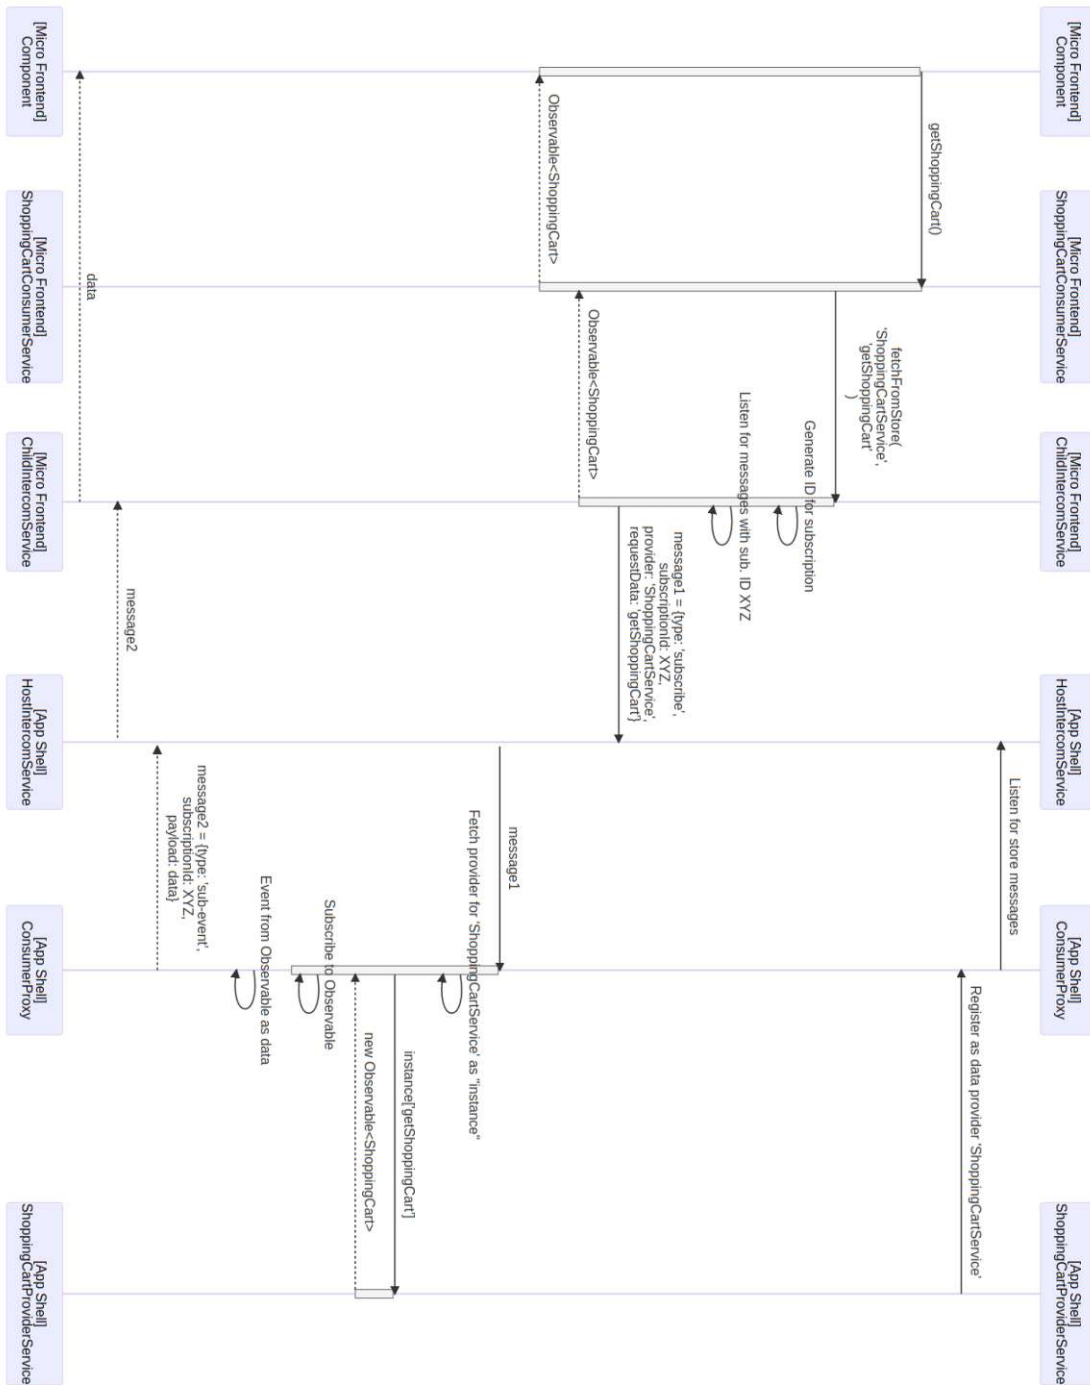 [Micro Frontend]
Component
[Micro Frontend]
ShoppingCartConsumerService
[Micro Frontend]
ChildIntercomService
[App Shell]
HostIntercomService
[App Shell]
ConsumerProxy
[App Shell]
ShoppingCartProviderService
Listen for store messages
Register as data provider 'ShoppingCartService'
getShoppingCart()
fetchFromStore(
'ShoppingCartService',
'getShoppingCart'
)
Generate ID for subscription
Listen for messages with sub. ID XYZ
message1 = {type: 'subscribe',
subscriptionId: XYZ,
provider: 'ShoppingCartService',
requestData: 'getShoppingCart'}
Observable<ShoppingCart>
Observable<ShoppingCart>
message1
Fetch provider for 'ShoppingCartService' as "instance"
instance['getShoppingCart']
new Observable<ShoppingCart>
Subscribe to Observable
Event from Observable as data
message2 = {type: 'sub-event',
subscriptionId: XYZ,
payload: data}
message2
data
[Micro Frontend]
Component
[Micro Frontend]
ShoppingCartConsumerService
[Micro Frontend]
ChildIntercomService
[App Shell]
HostIntercomService
[App Shell]
ConsumerProxy
[App Shell]
ShoppingCartProviderService